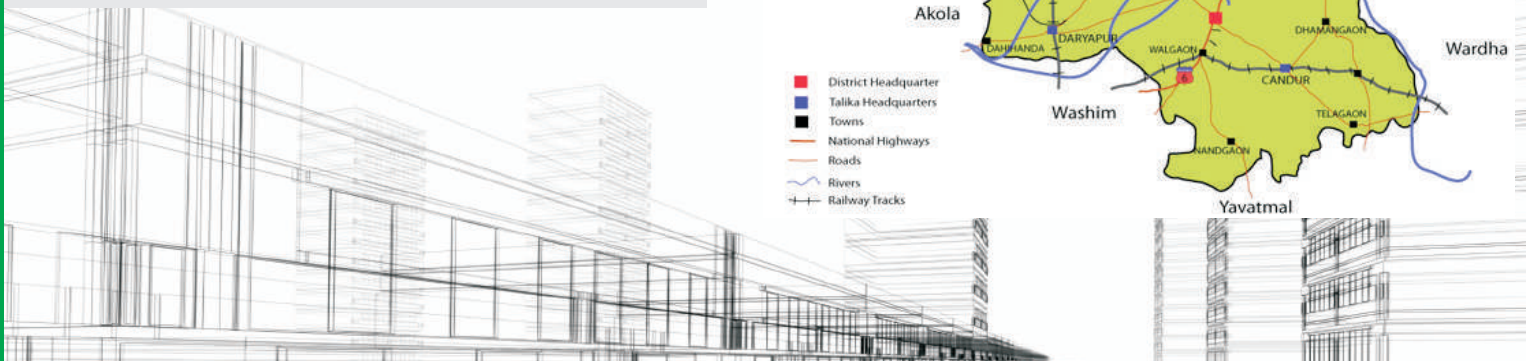 Akola
DAHIHANDA
DARYAPUR
DHAMANGAON
WALGAON
Wardha
6
CANDUR
Washim
TELAGAON
NANDGAON
Yavatmal
District Headquarter
Talika Headquarters
Towns
National Highways
Roads
Rivers
Railway Tracks